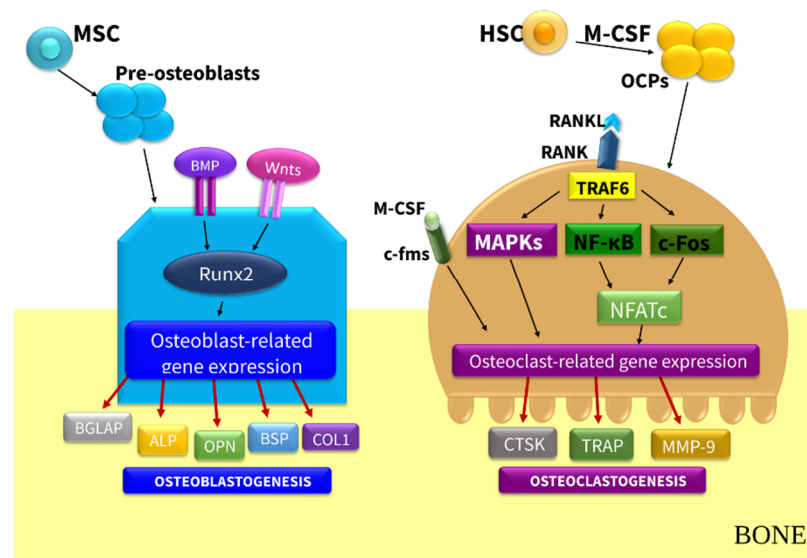 MSC
Pre-osteoblasts
BMP
Wnts
Runx2
Osteoblast-related
gene expression
BGLAP
ALP
OPN
BSP
COL1
OSTEOBLASTOGENESIS
HSC
M-CSF
OCPs
RANKL
RANK
TRAF6
M-CSF
c-fms
MAPKs
NF-κB
c-Fos
NFATc
Osteoclast-related gene expression
CTSK
TRAP
MMP-9
OSTEOCLASTOGENESIS
BONE